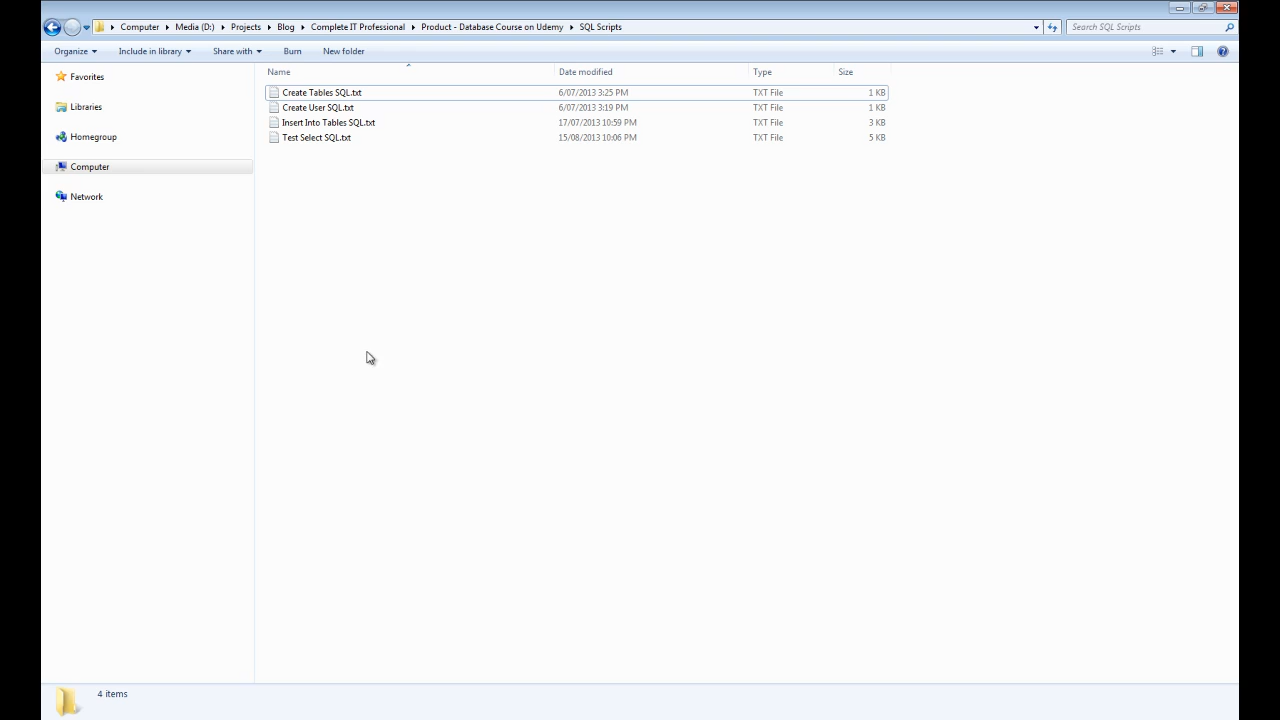 Computer Media (D:) Projects Blog Complete IT Professional Product - Database Course on Udemy SQL Scripts Search SQL Scripts
Organize Include in library Share with Burn New folder
Favorites
Libraries
Homegroup
Computer
Network
Name Date modified Type Size
Create Tables SQL.txt 6/07/2013 3:25 PM TXT File 1 KB
Create User SQL.txt 6/07/2013 3:19 PM TXT File 1 KB
Insert Into Tables SQL.txt 17/07/2013 10:59 PM TXT File 3 KB
Test Select SQL.txt 15/08/2013 10:06 PM TXT File 5 KB
4 items